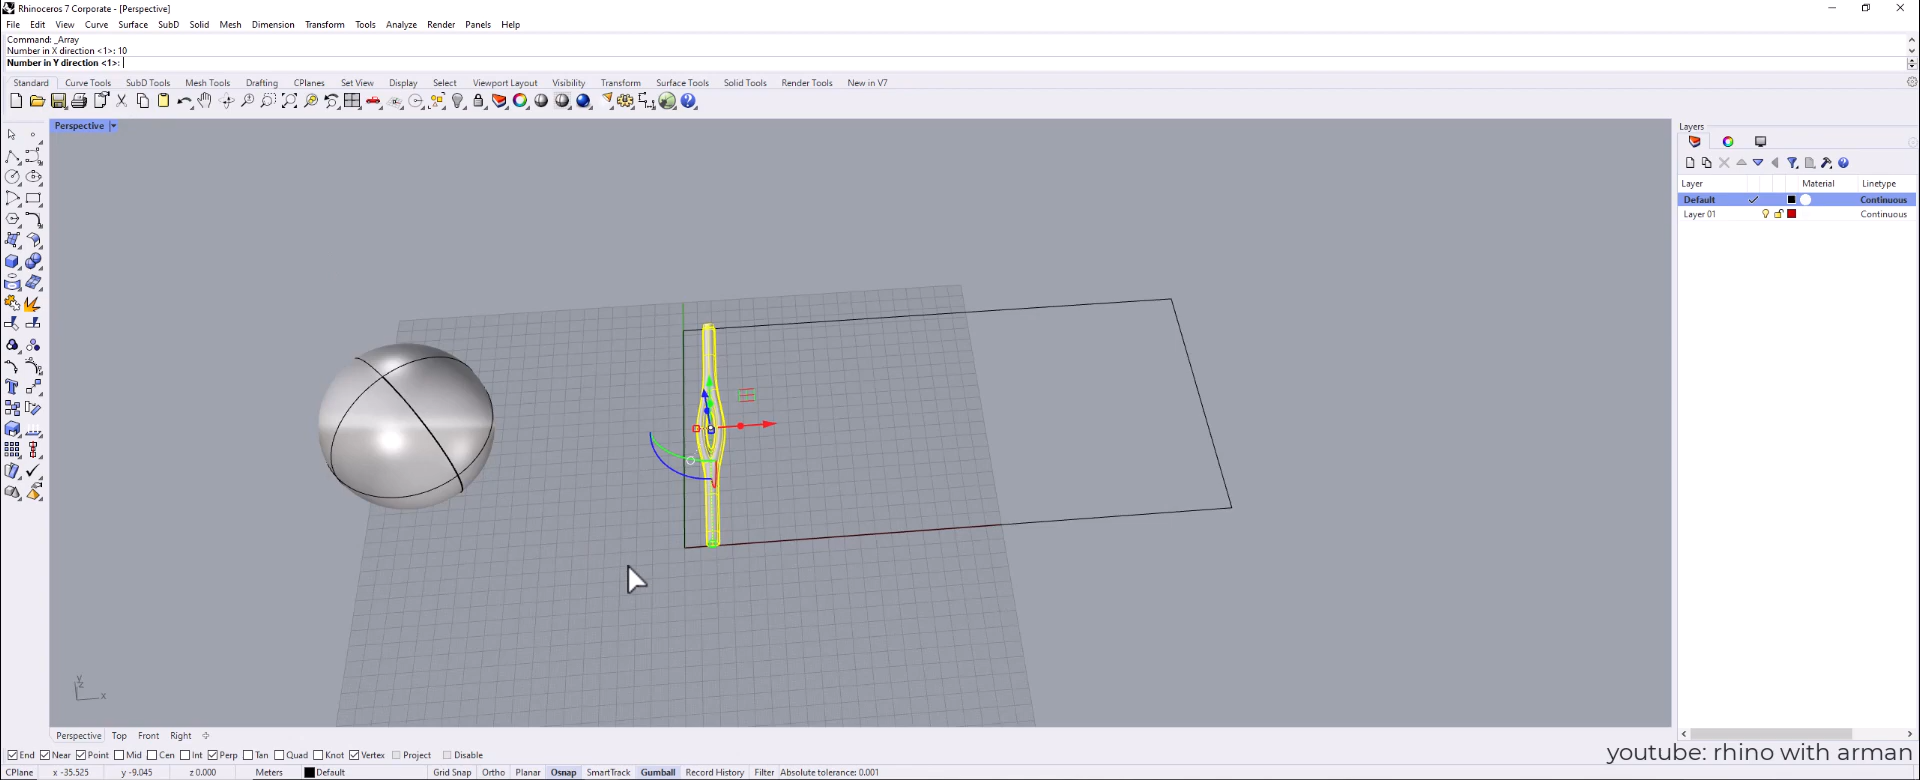 Rhinoceros 7 Corporate - [Perspective]
File Edit View Curve Surface SubD Solid Mesh Dimension Transform Tools Analyze Render Panels Help
Command: _Array
Number in X direction <1>: 10
Number in Y direction <1>:
Standard Curve Tools SubD Tools Mesh Tools Drafting CPlanes Set View Display Select Viewport Layout Visibility Transform Surface Tools Solid Tools Render Tools New in V7
Perspective
Layers
Layer Material Linetype
Default Continuous
Layer 01 Continuous
y
z
x
Perspective Top Front Right
End Near Point Mid Cen Int Perp Tan Quad Knot Vertex Project Disable
youtube: rhino with arman
CPlane x -35.525 y -9.045 z 0.000 Meters Default Grid Snap Ortho Planar Osnap SmartTrack Gumball Record History Filter Absolute tolerance: 0.001